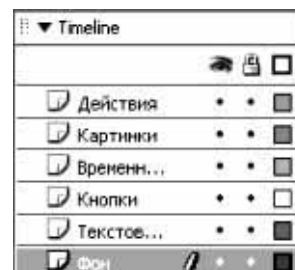 Timeline
Действия
Картинки
Временн...
Кнопки
Текстов...
Фон